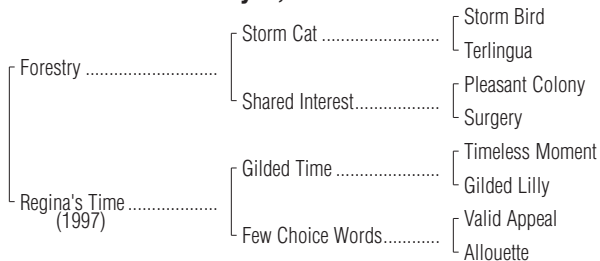 Storm Bird
Storm Cat ......................
Terlingua
Forestry .........................
Pleasant Colony
Shared Interest................
Surgery
Timeless Moment
Gilded Time ...................
Gilded Lilly
Regina's Time .................
(1997)
Valid Appeal
Few Choice Words...........
Allouette